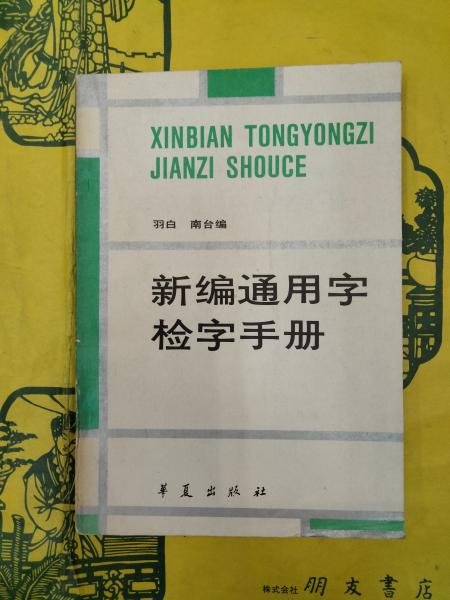 XINBIAN TONGYONGZI
JIANZI SHOUCE
羽白 南台编
新编通用字
检字手册
华夏出版社
株式会社 朋友書店